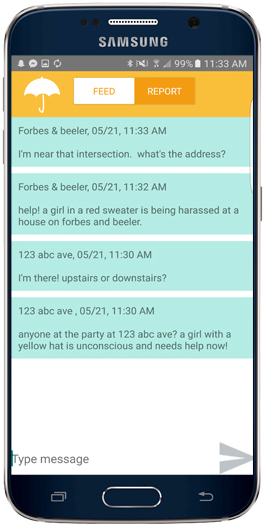 SAMSUNG
99% 11:33 AM
FEED REPORT
Forbes & beeler, 05/21, 11:33 AM
I'm near that intersection.  what's the address?
Forbes & beeler, 05/21, 11:32 AM
help! a girl in a red sweater is being harassed at a
house on forbes and beeler.
123 abc ave, 05/21, 11:30 AM
I'm there! upstairs or downstairs?
123 abc ave , 05/21, 11:30 AM
anyone at the party at 123 abc ave? a girl with a
yellow hat is unconscious and needs help now!
Type message